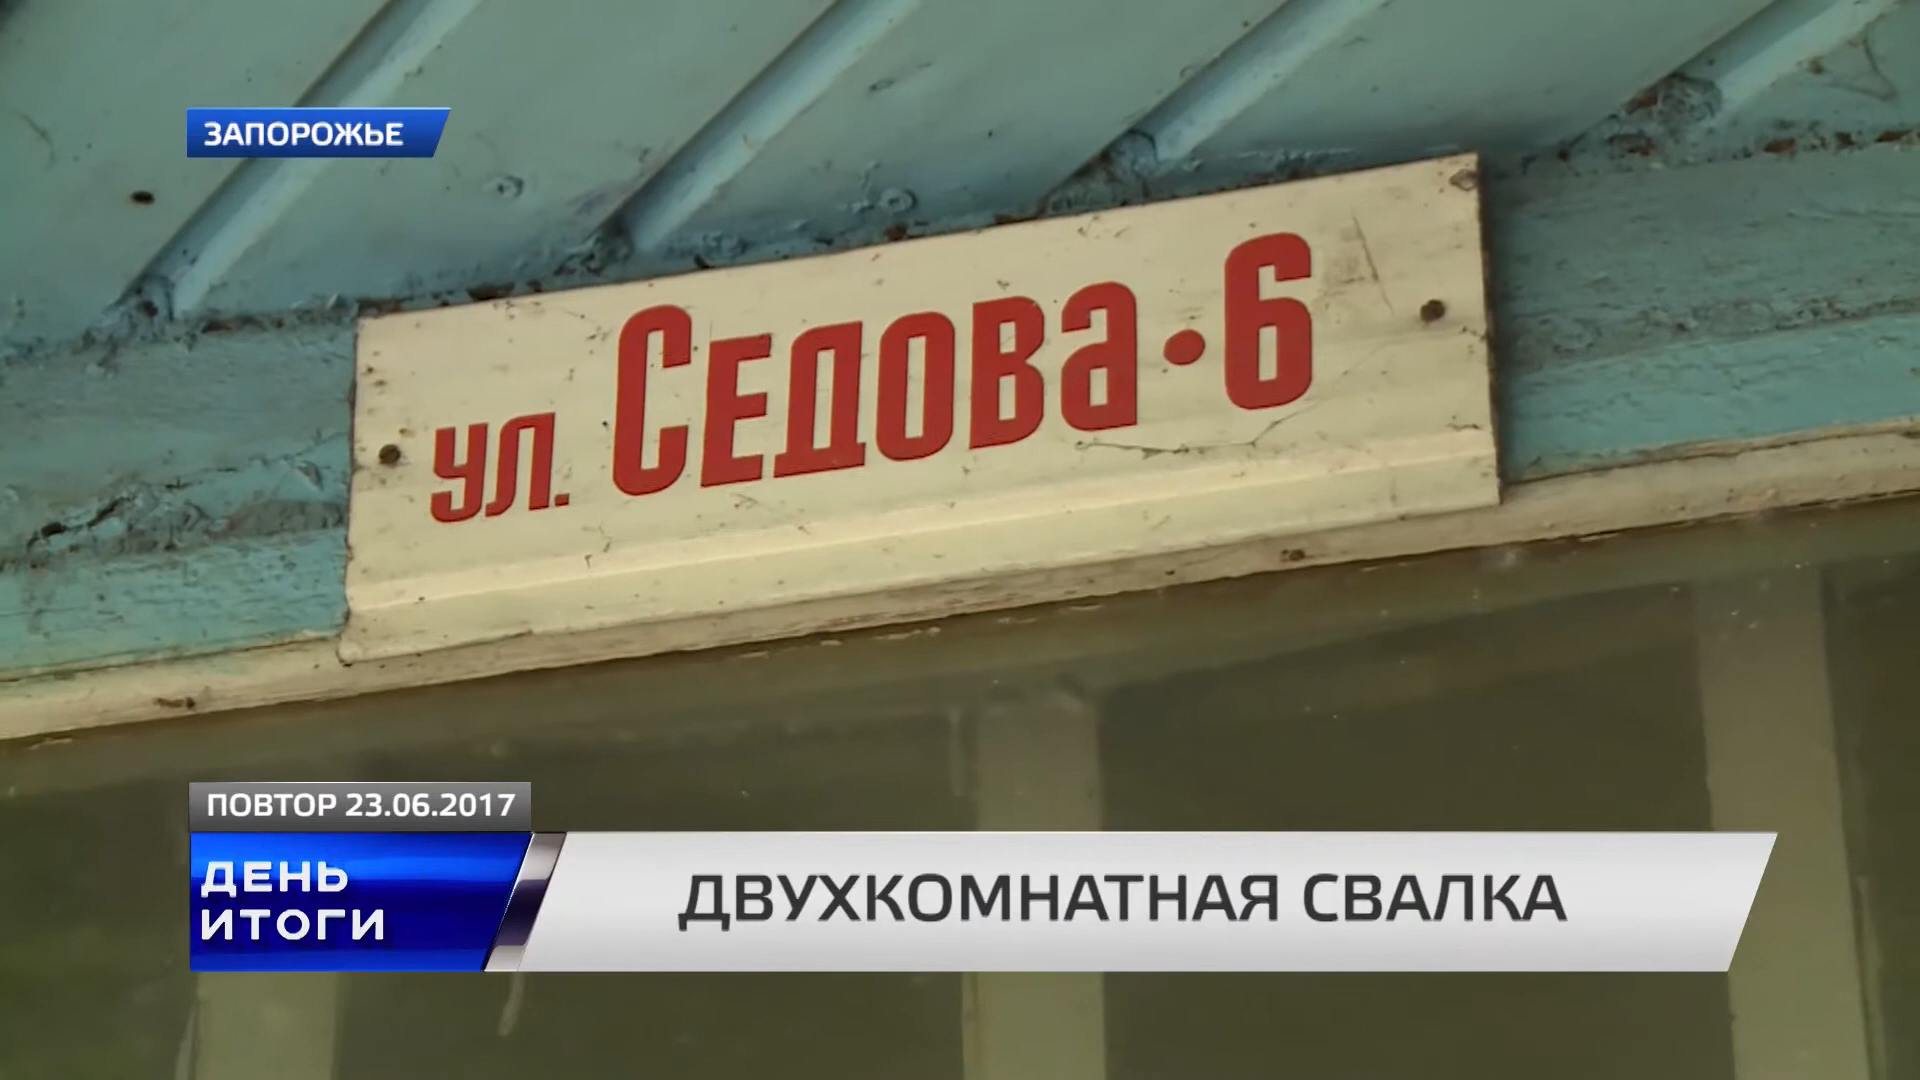 ЗАПОРОЖЬЕ
ул. СЕДОВа•6
ПОВТОР 23.06.2017
ДЕНЬ
ИТОГИ
ДВУХКОМНАТНАЯ СВАЛКА